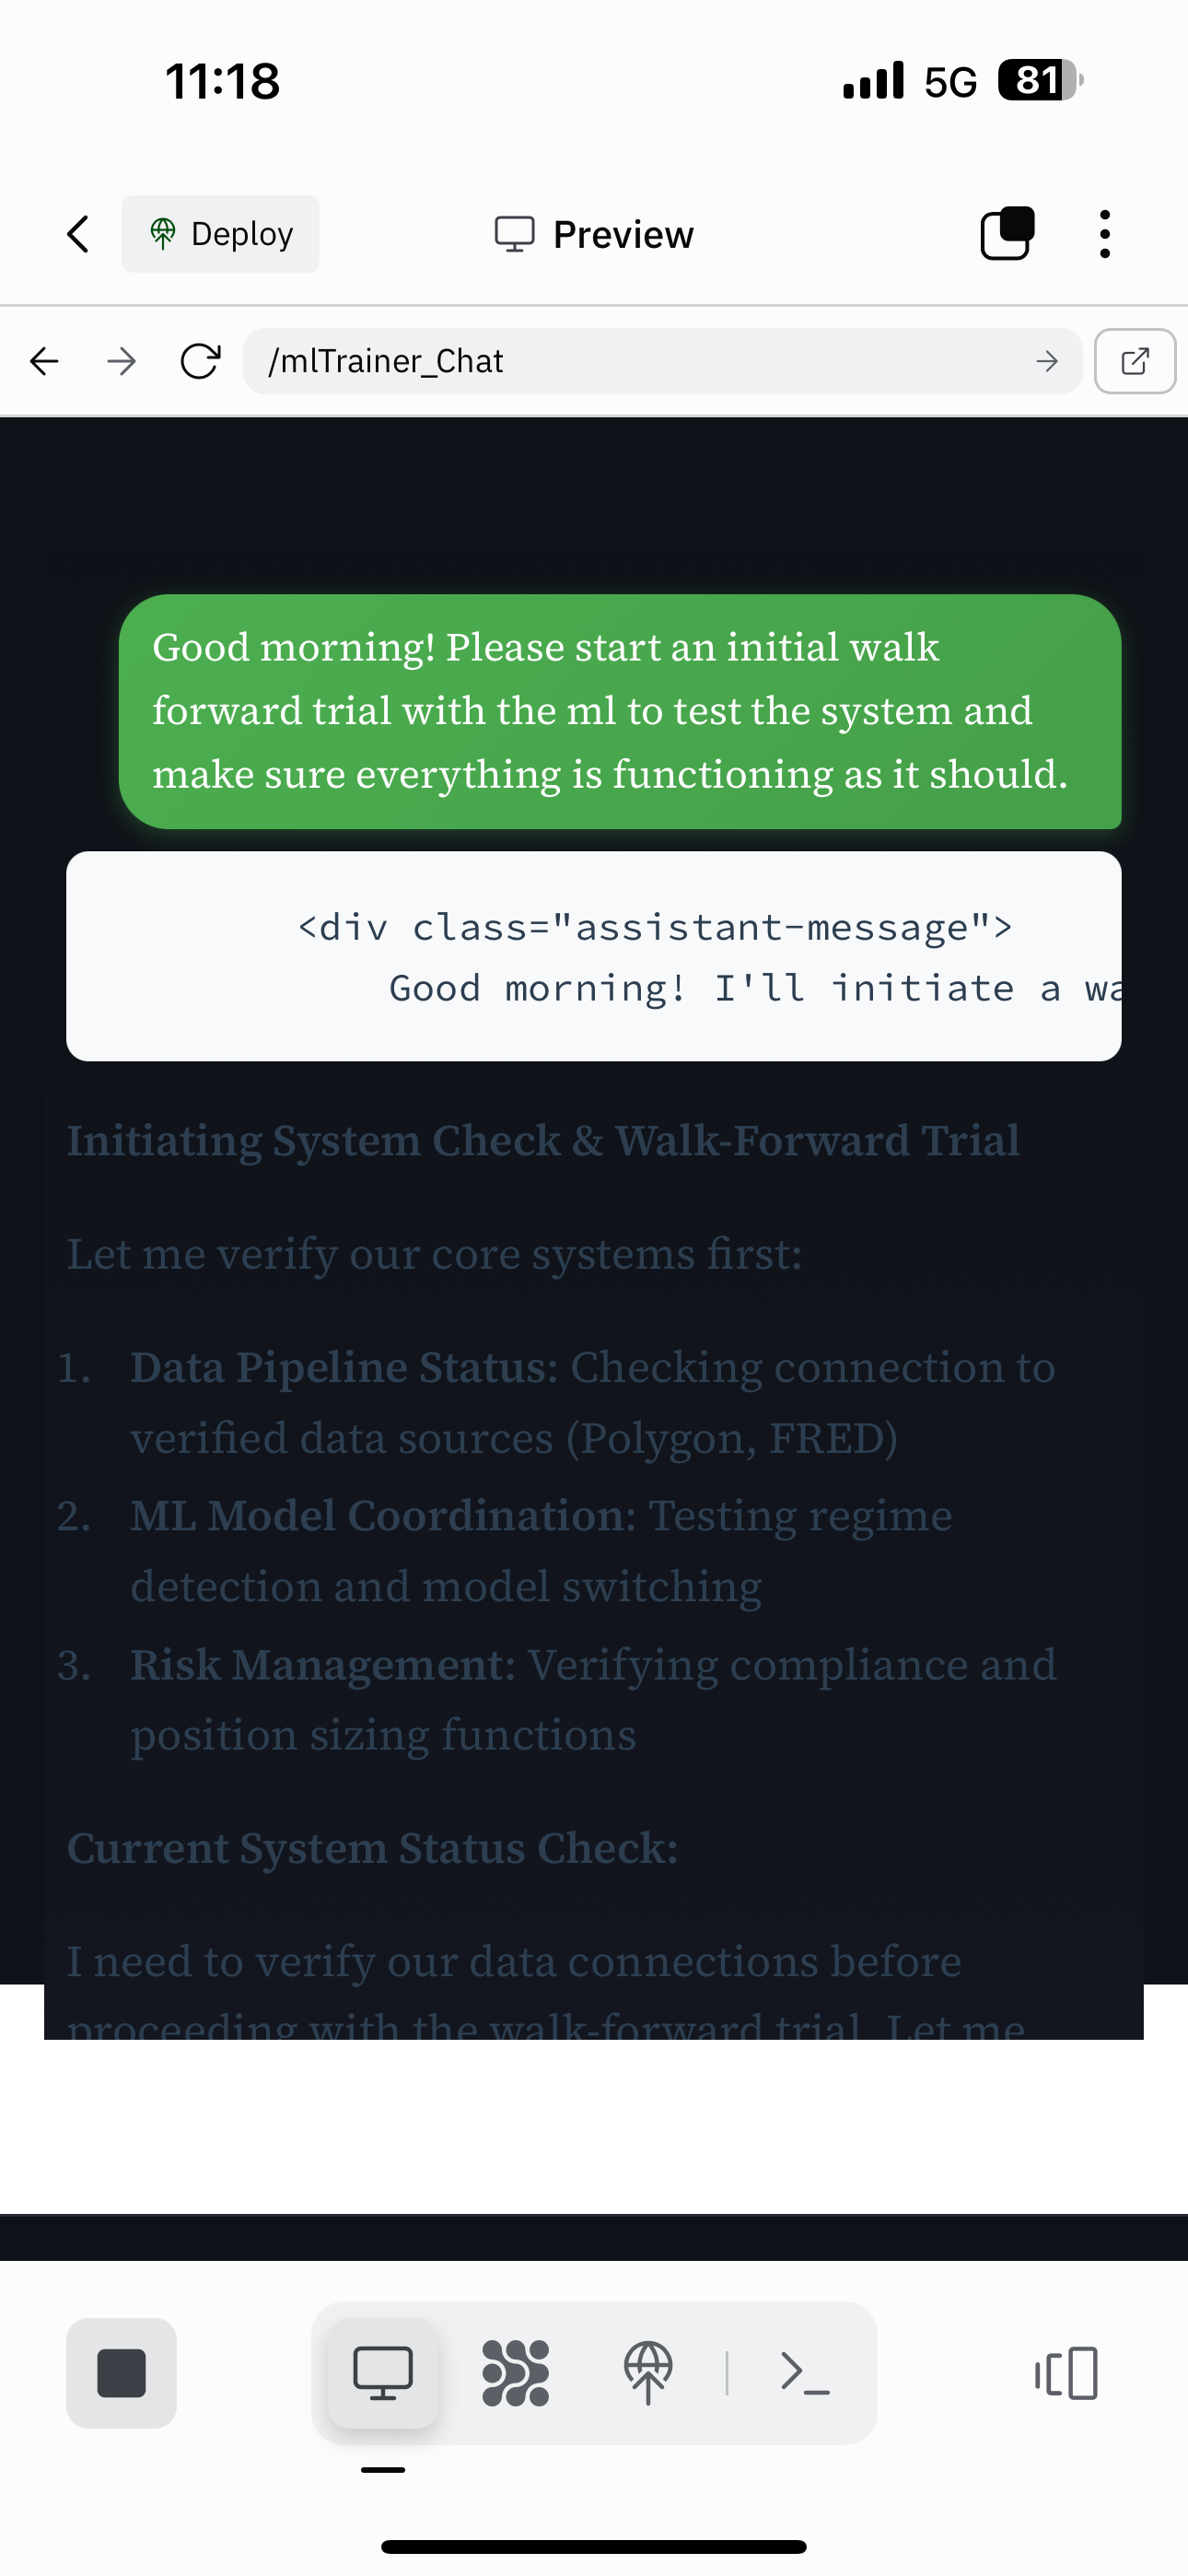 11:18
5G
81
Deploy
Preview
/mlTrainer_Chat
Good morning! Please start an initial walk
forward trial with the ml to test the system and
make sure everything is functioning as it should.
<div class="assistant-message">
Good morning! I'll initiate a wa
Initiating System Check & Walk-Forward Trial
Let me verify our core systems first:
1. Data Pipeline Status: Checking connection to
verified data sources (Polygon, FRED)
2. ML Model Coordination: Testing regime
detection and model switching
3. Risk Management: Verifying compliance and
position sizing functions
Current System Status Check:
I need to verify our data connections before
proceeding with the walk-forward trial. Let me